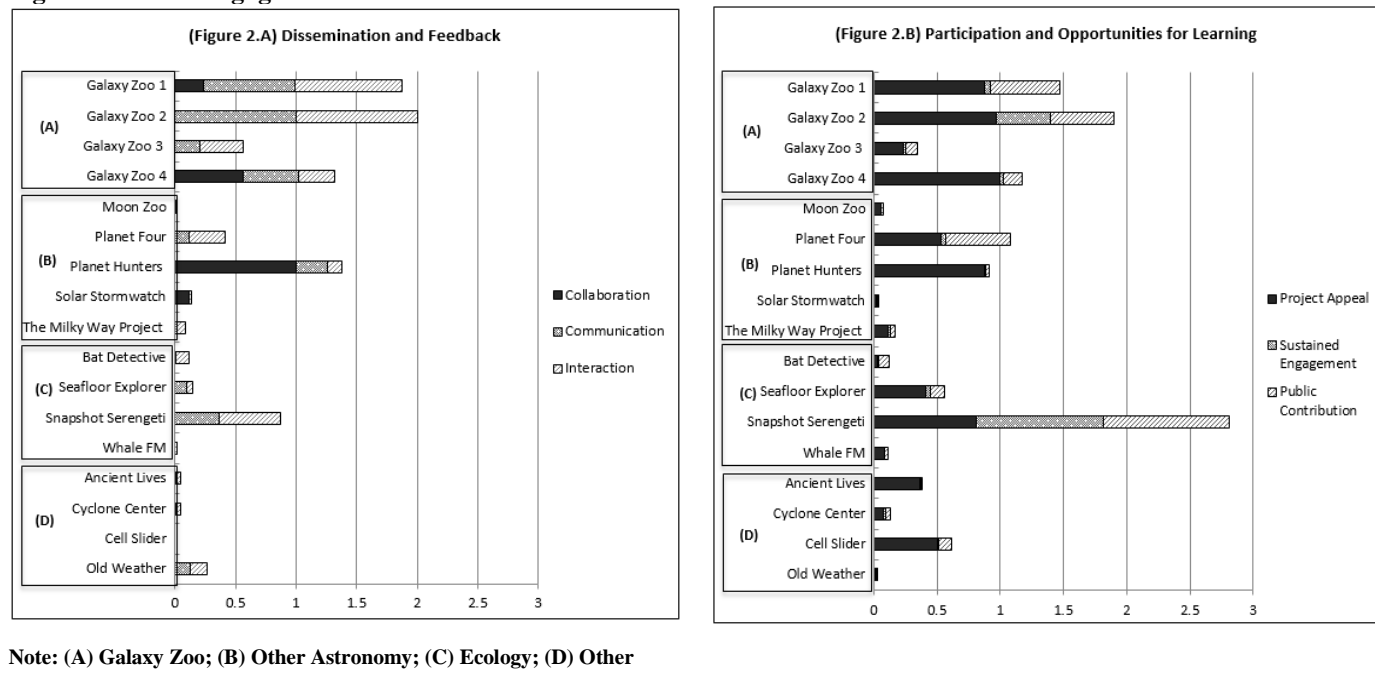 (Figure 2.A) Dissemination and Feedback
(A)
Galaxy Zoo 1
Galaxy Zoo 2
Galaxy Zoo 3
Galaxy Zoo 4
(B)
Moon Zoo
Planet Four
Planet Hunters
Solar Stormwatch
The Milky Way Project
(C)
Bat Detective
Seafloor Explorer
Snapshot Serengeti
Whale FM
(D)
Ancient Lives
Cyclone Center
Cell Slider
Old Weather
0 0.5 1 1.5 2 2.5 3
Collaboration
Communication
Interaction
(Figure 2.B) Participation and Opportunities for Learning
(A)
Galaxy Zoo 1
Galaxy Zoo 2
Galaxy Zoo 3
Galaxy Zoo 4
(B)
Moon Zoo
Planet Four
Planet Hunters
Solar Stormwatch
The Milky Way Project
(C)
Bat Detective
Seafloor Explorer
Snapshot Serengeti
Whale FM
(D)
Ancient Lives
Cyclone Center
Cell Slider
Old Weather
0 0.5 1 1.5 2 2.5 3
Project Appeal
Sustained
Engagement
Public
Contribution
Note: (A) Galaxy Zoo; (B) Other Astronomy; (C) Ecology; (D) Other